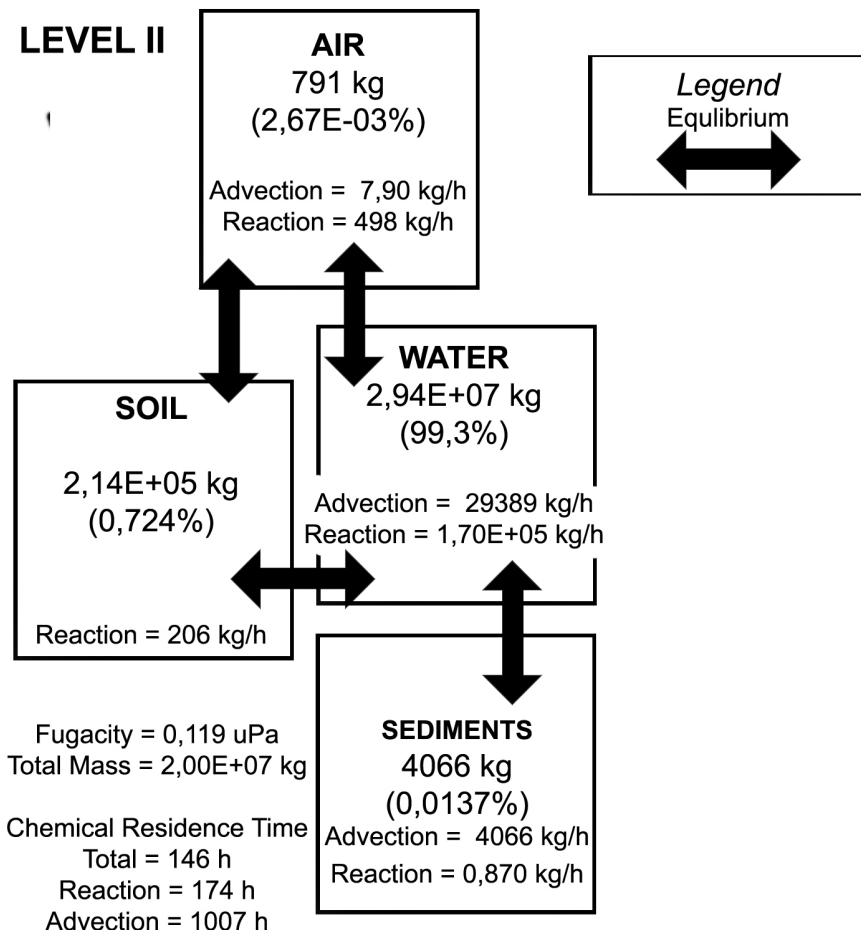 LEVEL II
AIR
791 kg
(2,67E-03%)
Advection = 7,90 kg/h
Reaction = 498 kg/h
Legend
Equlibrium
WATER
2,94E+07 kg
(99,3%)
Advection = 29389 kg/h
Reaction = 1,70E+05 kg/h
SOIL
2,14E+05 kg
(0,724%)
Reaction = 206 kg/h
SEDIMENTS
4066 kg
(0,0137%)
Advection = 4066 kg/h
Reaction = 0,870 kg/h
Fugacity = 0,119 uPa
Total Mass = 2,00E+07 kg
Chemical Residence Time
Total = 146 h
Reaction = 174 h
Advection = 1007 h